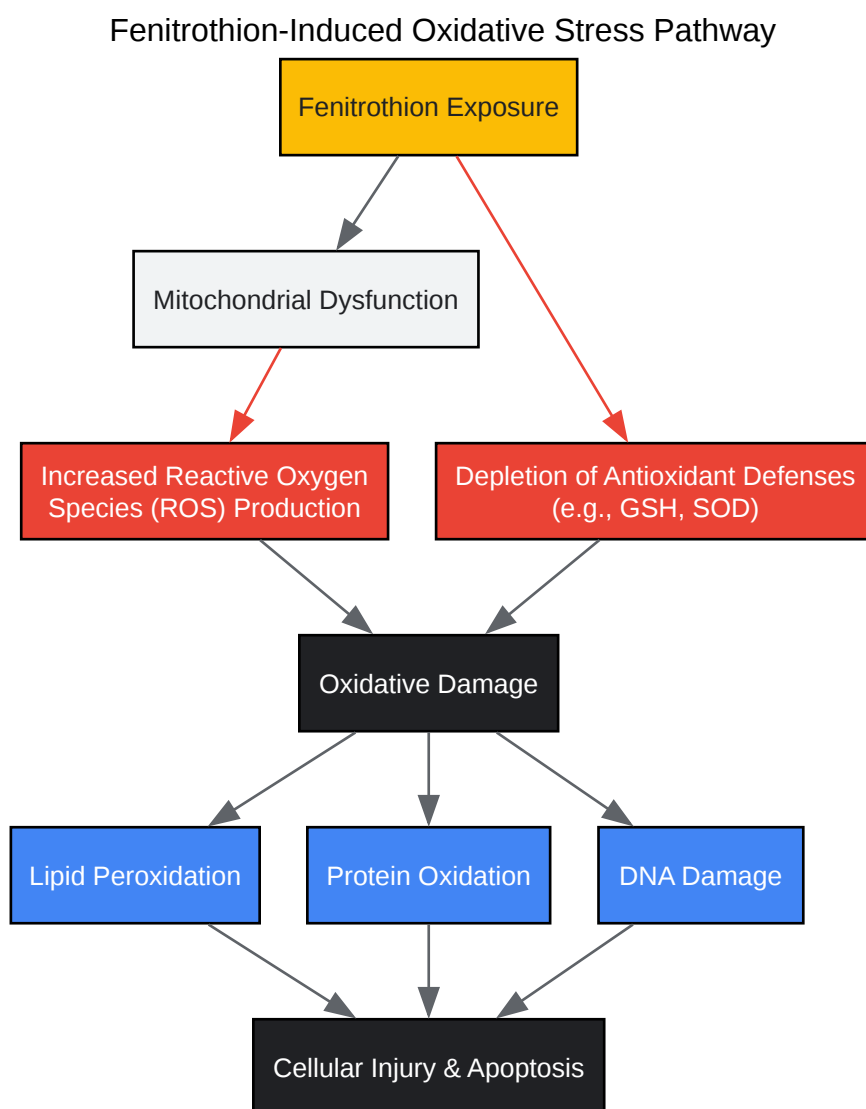 Fenitrothion-Induced Oxidative Stress Pathway
Fenitrothion Exposure
Mitochondrial Dysfunction
Increased Reactive Oxygen
Species (ROS) Production
Depletion of Antioxidant Defenses
(e.g., GSH, SOD)
Oxidative Damage
Lipid Peroxidation
Protein Oxidation
DNA Damage
Cellular Injury & Apoptosis